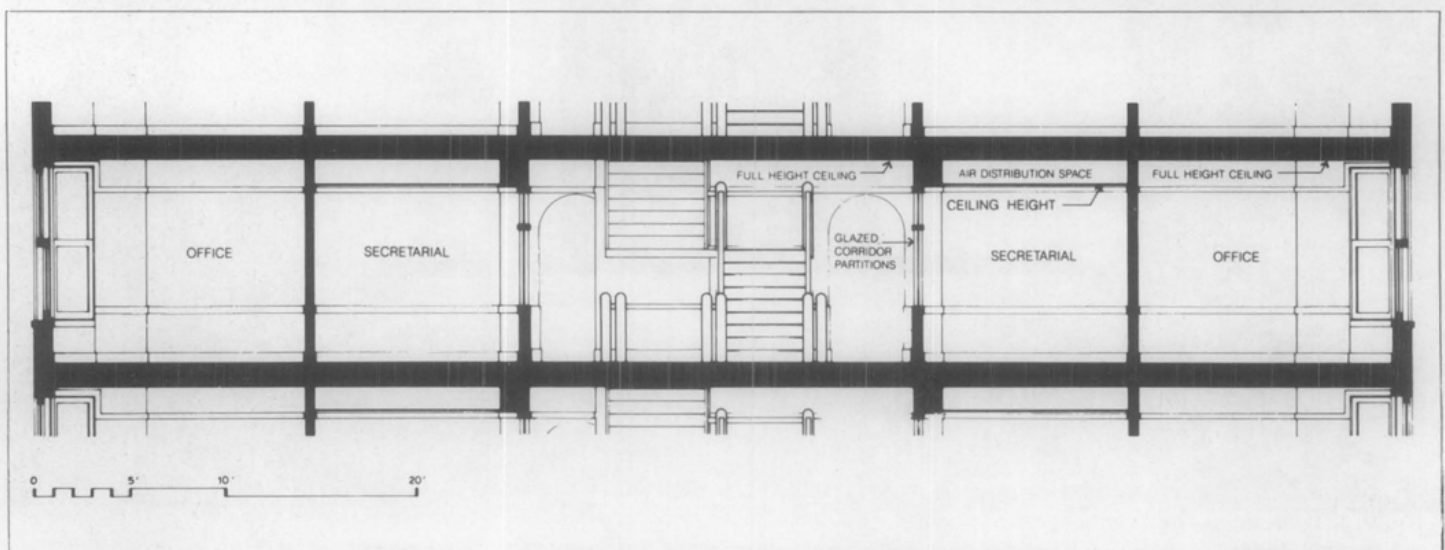 FULL HEIGHT CEILING
AIR DISTRIBUTION SPACE
FULL HEIGHT CEILING
CEILING HEIGHT
OFFICE
SECRETARIAL
GLAZED
CORRIDOR
PARTITIONS
SECRETARIAL
OFFICE
0 5' 10' 20'